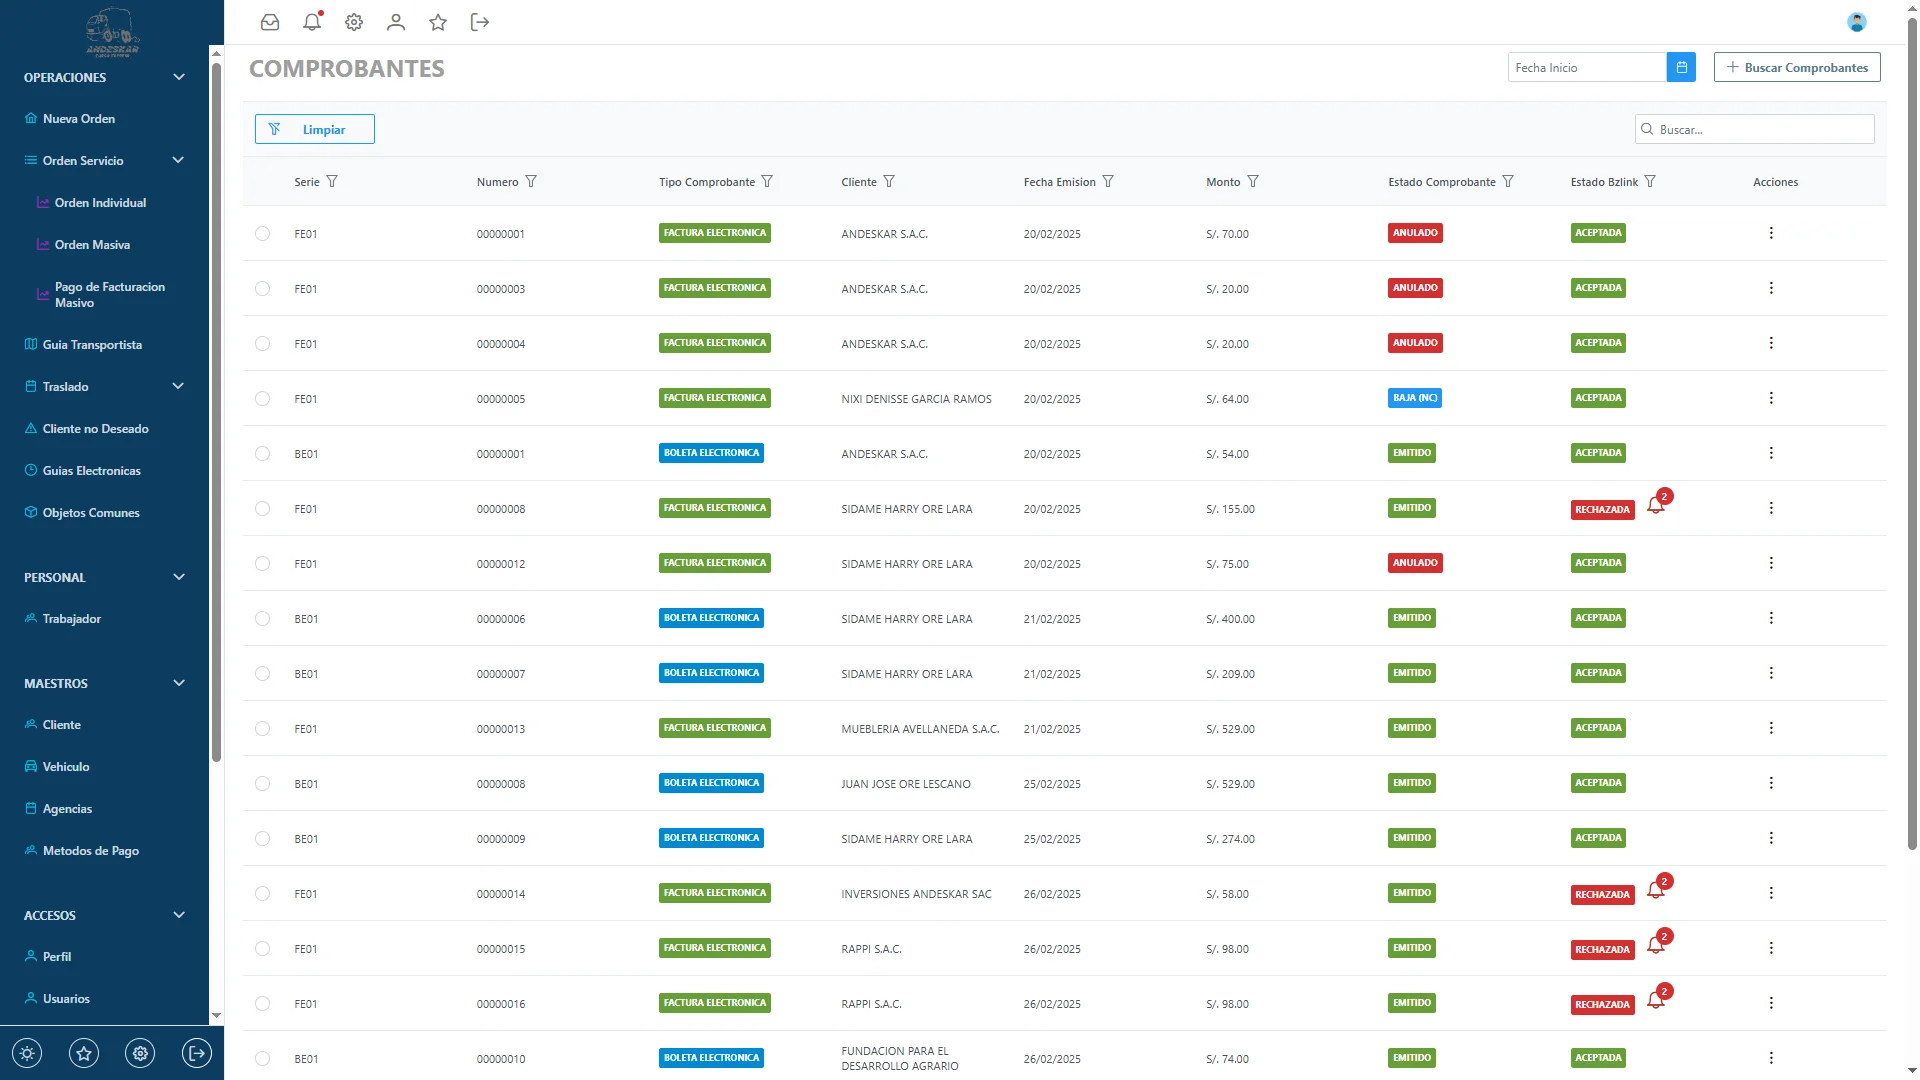 ANDESKAR
OPERACIONES
Nueva Orden
Orden Servicio
Orden Individual
Orden Masiva
Pago de Facturacion
Masivo
Guia Transportista
Traslado
Cliente no Deseado
Guias Electronicas
Objetos Comunes
PERSONAL
Trabajador
MAESTROS
Cliente
Vehiculo
Agencias
Metodos de Pago
ACCESOS
Perfil
Usuarios
COMPROBANTES
Fecha Inicio
Buscar Comprobantes
Limpiar
Buscar...
Serie Numero Tipo Comprobante Cliente Fecha Emision Monto Estado Comprobante Estado Bzlink Acciones
FE01 00000001 FACTURA ELECTRONICA ANDESKAR S.A.C. 20/02/2025 S/. 70.00 ANULADO ACEPTADA
FE01 00000003 FACTURA ELECTRONICA ANDESKAR S.A.C. 20/02/2025 S/. 20.00 ANULADO ACEPTADA
FE01 00000004 FACTURA ELECTRONICA ANDESKAR S.A.C. 20/02/2025 S/. 20.00 ANULADO ACEPTADA
FE01 00000005 FACTURA ELECTRONICA NIXI DENISSE GARCIA RAMOS 20/02/2025 S/. 64.00 BAJA (NC) ACEPTADA
BE01 00000001 BOLETA ELECTRONICA ANDESKAR S.A.C. 20/02/2025 S/. 54.00 EMITIDO ACEPTADA
FE01 00000008 FACTURA ELECTRONICA SIDAME HARRY ORE LARA 20/02/2025 S/. 155.00 EMITIDO RECHAZADA 2
FE01 00000012 FACTURA ELECTRONICA SIDAME HARRY ORE LARA 20/02/2025 S/. 75.00 ANULADO ACEPTADA
BE01 00000006 BOLETA ELECTRONICA SIDAME HARRY ORE LARA 21/02/2025 S/. 400.00 EMITIDO ACEPTADA
BE01 00000007 BOLETA ELECTRONICA SIDAME HARRY ORE LARA 21/02/2025 S/. 209.00 EMITIDO ACEPTADA
FE01 00000013 FACTURA ELECTRONICA MUEBLERIA AVELLANEDA S.A.C. 21/02/2025 S/. 529.00 EMITIDO ACEPTADA
BE01 00000008 BOLETA ELECTRONICA JUAN JOSE ORE LESCANO 25/02/2025 S/. 529.00 EMITIDO ACEPTADA
BE01 00000009 BOLETA ELECTRONICA SIDAME HARRY ORE LARA 25/02/2025 S/. 274.00 EMITIDO ACEPTADA
FE01 00000014 FACTURA ELECTRONICA INVERSIONES ANDESKAR SAC 26/02/2025 S/. 58.00 EMITIDO RECHAZADA 2
FE01 00000015 FACTURA ELECTRONICA RAPPI S.A.C. 26/02/2025 S/. 98.00 EMITIDO RECHAZADA 2
FE01 00000016 FACTURA ELECTRONICA RAPPI S.A.C. 26/02/2025 S/. 98.00 EMITIDO RECHAZADA 2
BE01 00000010 BOLETA ELECTRONICA FUNDACION PARA EL 26/02/2025 S/. 74.00 EMITIDO ACEPTADA
DESARROLLO AGRARIO